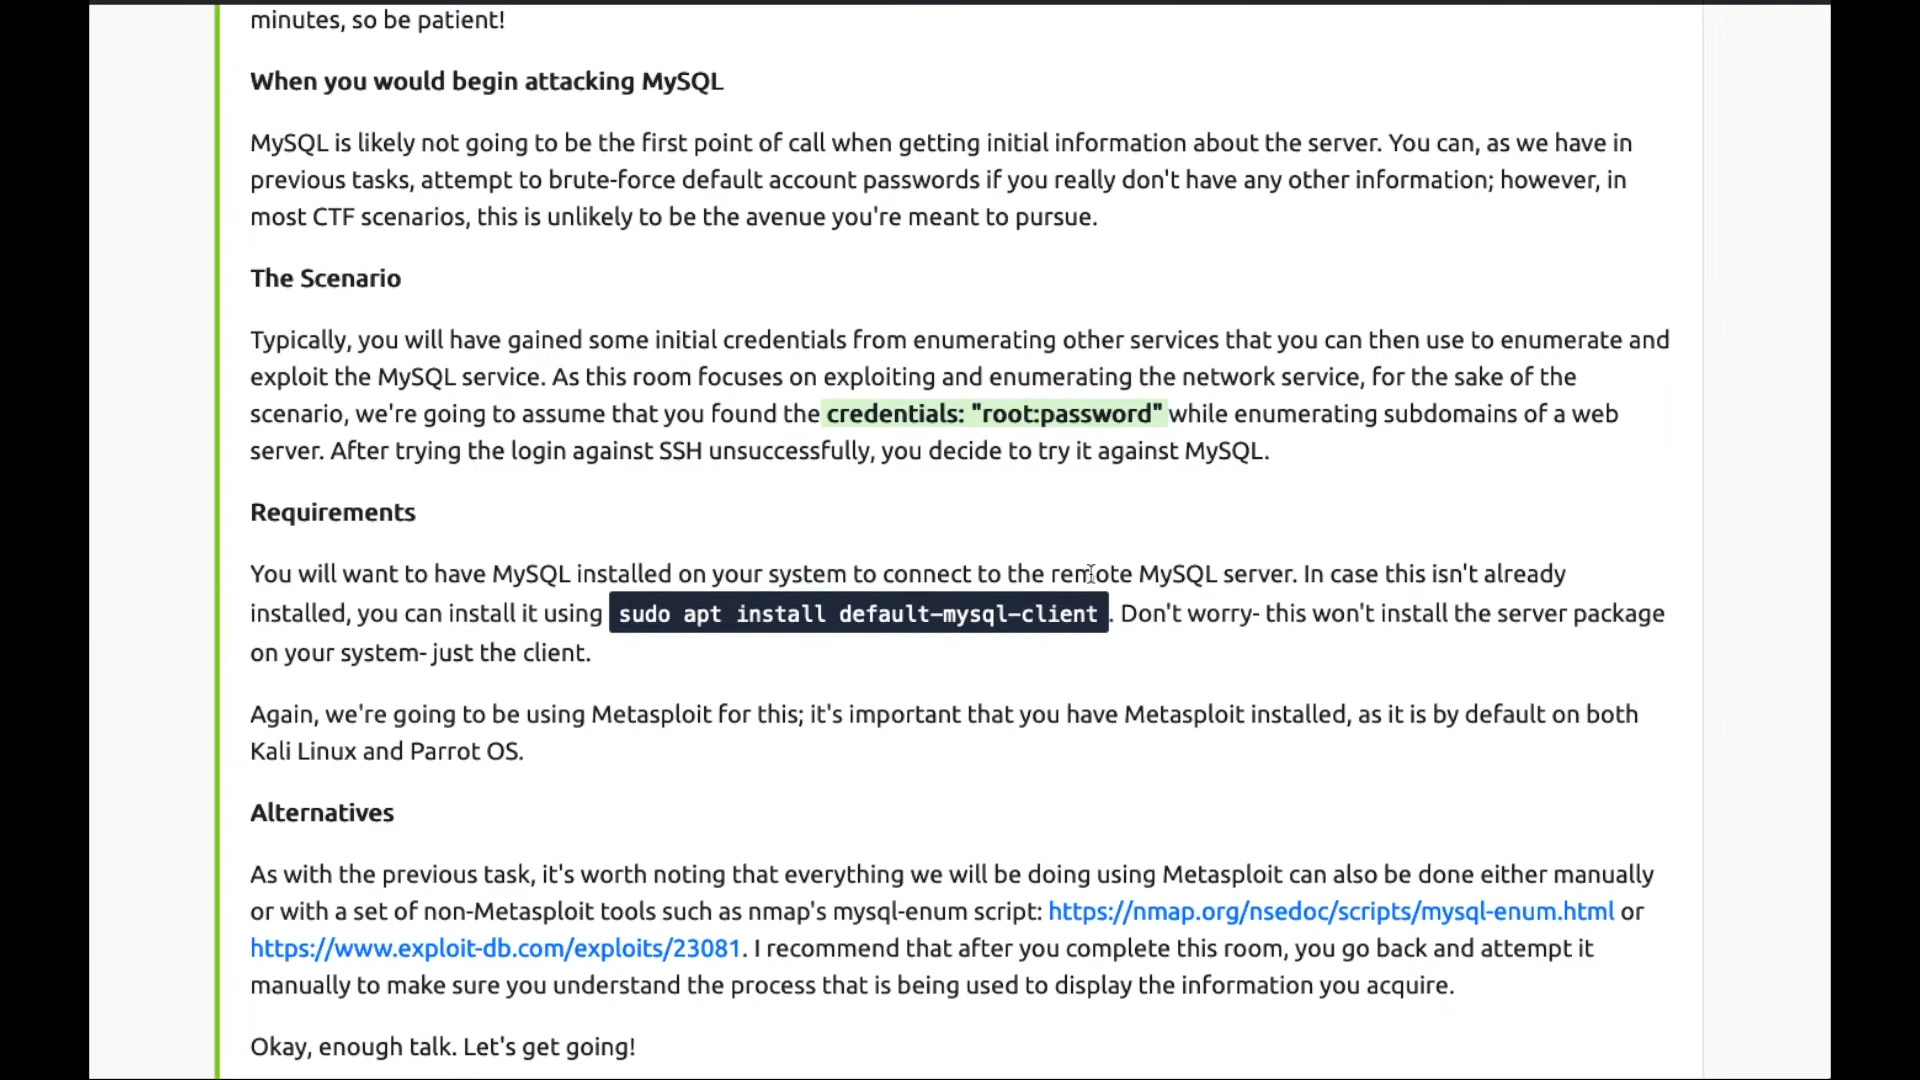 minutes, so be patient!
When you would begin attacking MySQL
MySQL is likely not going to be the first point of call when getting initial information about the server. You can, as we have in
previous tasks, attempt to brute-force default account passwords if you really don't have any other information; however, in
most CTF scenarios, this is unlikely to be the avenue you're meant to pursue.
The Scenario
Typically, you will have gained some initial credentials from enumerating other services that you can then use to enumerate and
exploit the MySQL service. As this room focuses on exploiting and enumerating the network service, for the sake of the
scenario, we're going to assume that you found the credentials: "root:password" while enumerating subdomains of a web
server. After trying the login against SSH unsuccessfully, you decide to try it against MySQL.
Requirements
You will want to have MySQL installed on your system to connect to the remote MySQL server. In case this isn't already
installed, you can install it using sudo apt install default-mysql-client. Don't worry- this won't install the server package
on your system- just the client.
Again, we're going to be using Metasploit for this; it's important that you have Metasploit installed, as it is by default on both
Kali Linux and Parrot OS.
Alternatives
As with the previous task, it's worth noting that everything we will be doing using Metasploit can also be done either manually
or with a set of non-Metasploit tools such as nmap's mysql-enum script: https://nmap.org/nsedoc/scripts/mysql-enum.html or
https://www.exploit-db.com/exploits/23081. I recommend that after you complete this room, you go back and attempt it
manually to make sure you understand the process that is being used to display the information you acquire.
Okay, enough talk. Let's get going!